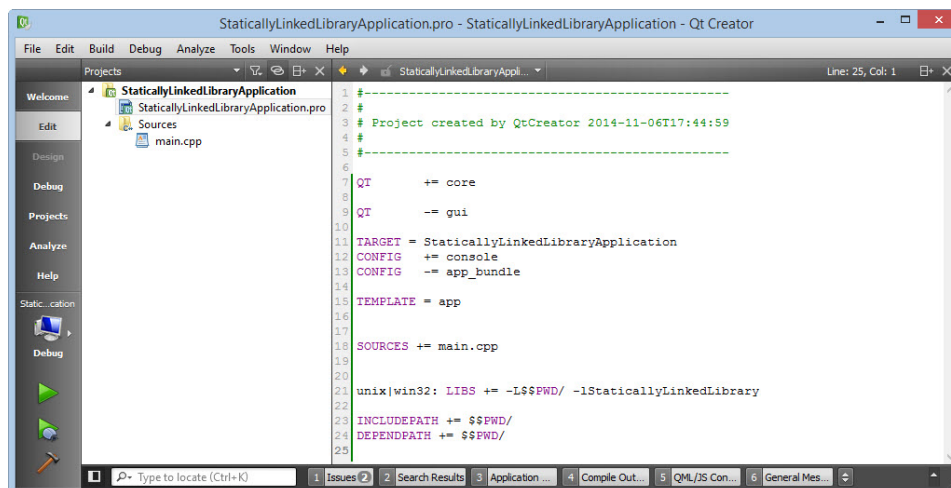 StaticallyLinkedLibraryApplication.pro - StaticallyLinkedLibraryApplication - Qt Creator
File Edit Build Debug Analyze Tools Window Help
Projects
StaticallyLinkedLibraryAppli...
Line: 25, Col: 1
Welcome
Edit
Design
Debug
Projects
Analyze
Help
Static...cation
Debug
StaticallyLinkedLibraryApplication
StaticallyLinkedLibraryApplication.pro
Sources
main.cpp
1 #-------------------------------------------------
2 #
3 # Project created by QtCreator 2014-11-06T17:44:59
4 #
5 #-------------------------------------------------
6
7 QT       += core
8
9 QT       -= gui
10
11 TARGET = StaticallyLinkedLibraryApplication
12 CONFIG   += console
13 CONFIG   -= app_bundle
14
15 TEMPLATE = app
16
17
18 SOURCES += main.cpp
19
20
21 unix|win32: LIBS += -L$$PWD/ -lStaticallyLinkedLibrary
22
23 INCLUDEPATH += $$PWD/
24 DEPENDPATH += $$PWD/
25
Type to locate (Ctrl+K) 1 Issues 2 2 Search Results 3 Application ... 4 Compile Out... 5 QML/JS Con... 6 General Mes...